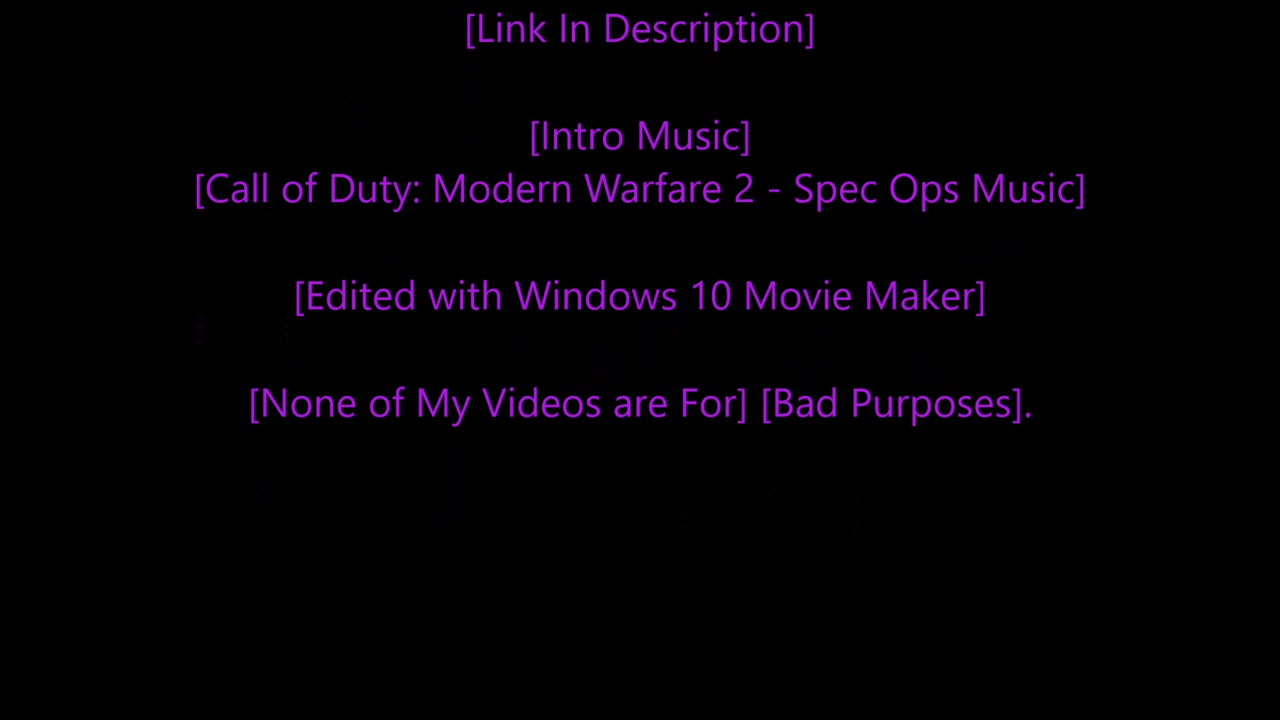 [Link In Description]
[Intro Music]
[Call of Duty: Modern Warfare 2 - Spec Ops Music]
[Edited with Windows 10 Movie Maker]
[None of My Videos are For] [Bad Purposes].